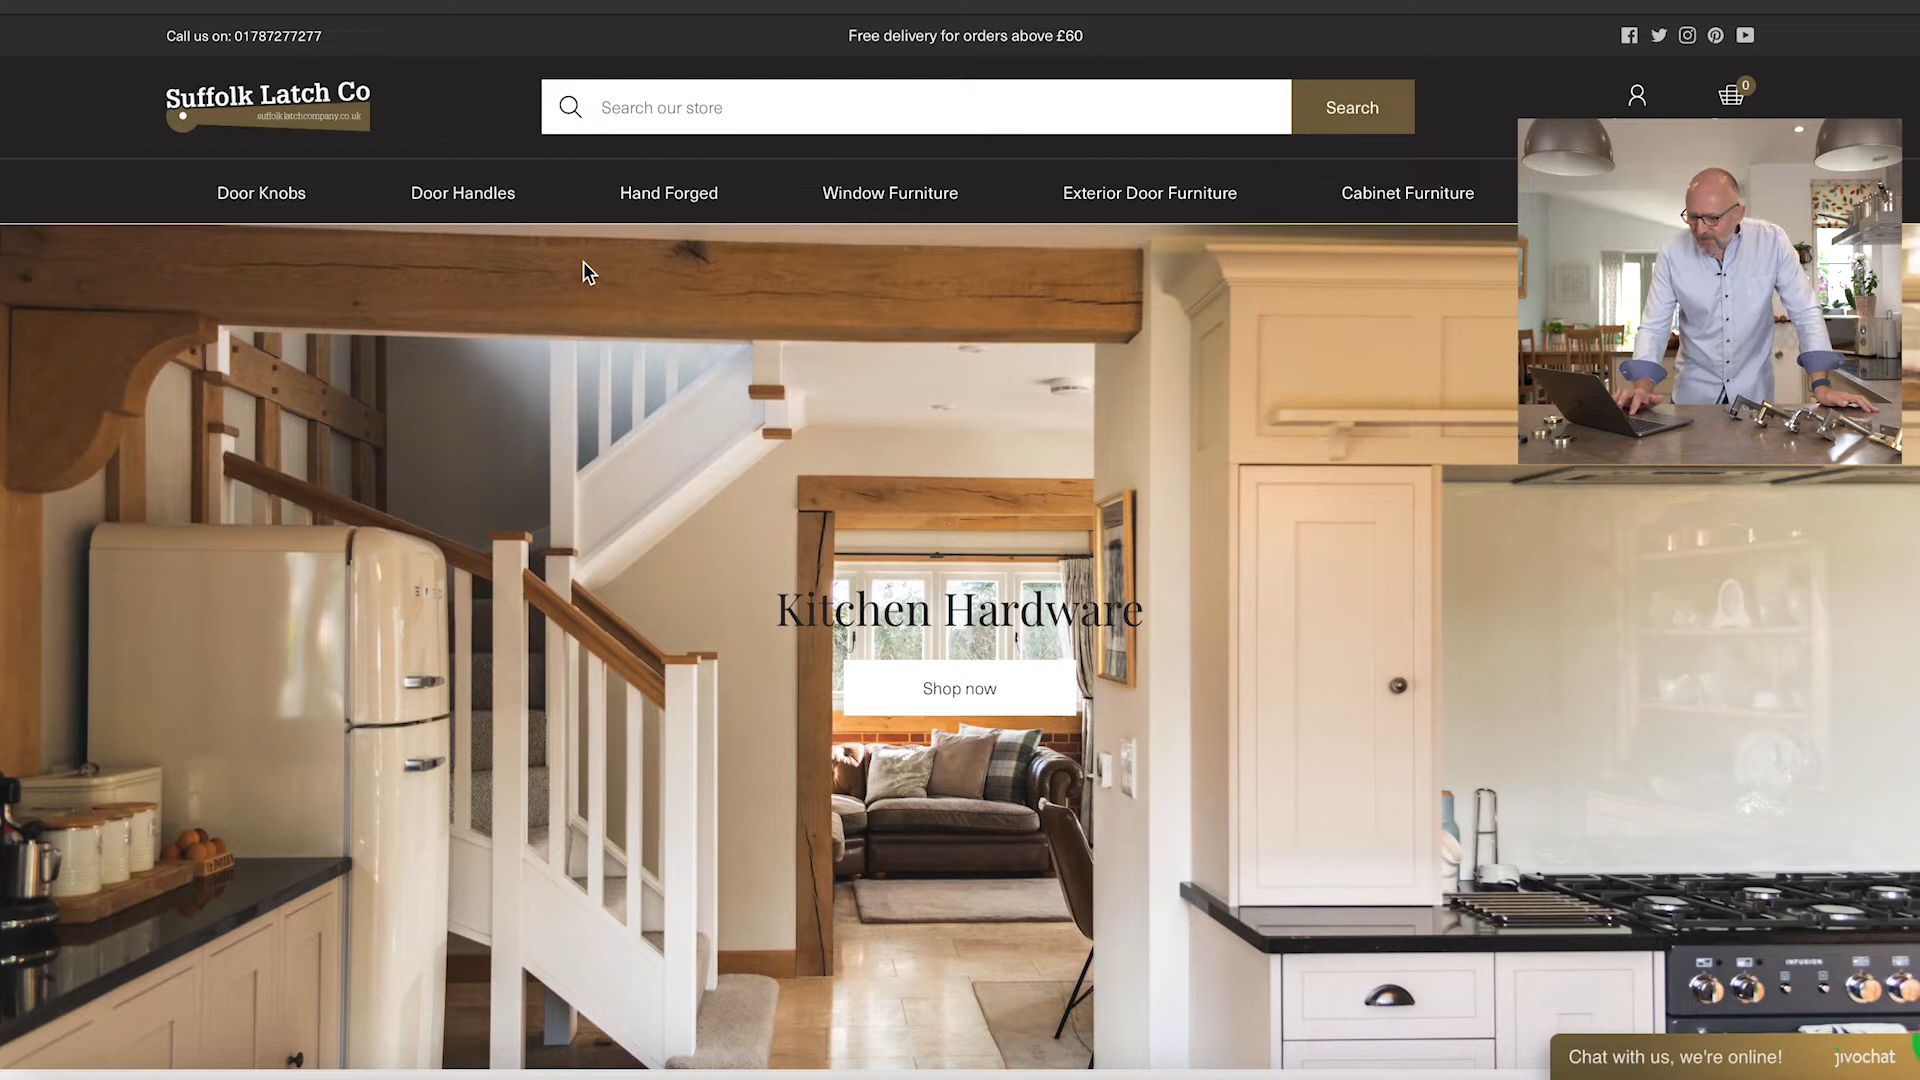 Call us on: 01787277277
Free delivery for orders above £60
Suffolk Latch Co
suffolklatchcompany.co.uk
Search our store
Search
0
Door Knobs
Door Handles
Hand Forged
Window Furniture
Exterior Door Furniture
Cabinet Furniture
Kitchen Hardware
Shop now
INFUSION
Chat with us, we're online!
jivochat